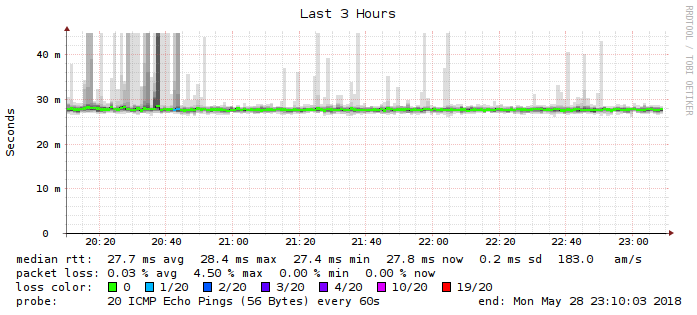 Last 3 Hours
RRDTOOL / TOBI OETIKER
Seconds
40 m
30 m
20 m
10 m
0
20:20 20:40 21:00 21:20 21:40 22:00 22:20 22:40 23:00
median rtt: 27.7 ms avg 28.4 ms max 27.4 ms min 27.8 ms now 0.2 ms sd 183.0 am/s
packet loss: 0.03 % avg 4.50 % max 0.00 % min 0.00 % now
loss color: 0 1/20 2/20 3/20 4/20 10/20 19/20
probe: 20 ICMP Echo Pings (56 Bytes) every 60s end: Mon May 28 23:10:03 2018